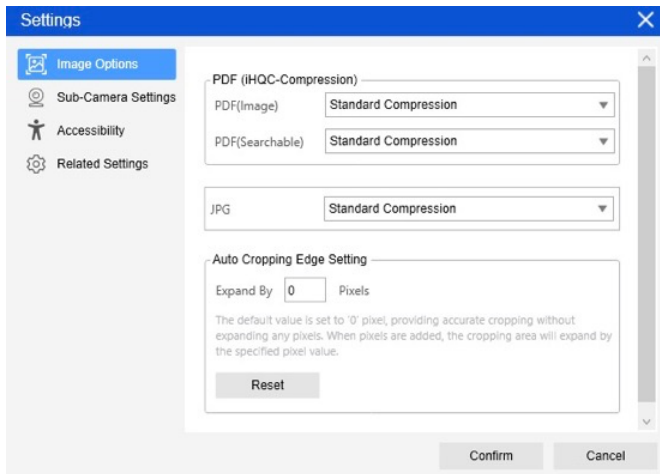 Settings
Image Options
Sub-Camera Settings
Accessibility
Related Settings
PDF (iHQC-Compression)
PDF(Image) Standard Compression
PDF(Searchable) Standard Compression
JPG Standard Compression
Auto Cropping Edge Setting
Expand By 0 Pixels
The default value is set to '0' pixel, providing accurate cropping without
expanding any pixels. When pixels are added, the cropping area will expand by
the specified pixel value.
Reset
Confirm Cancel